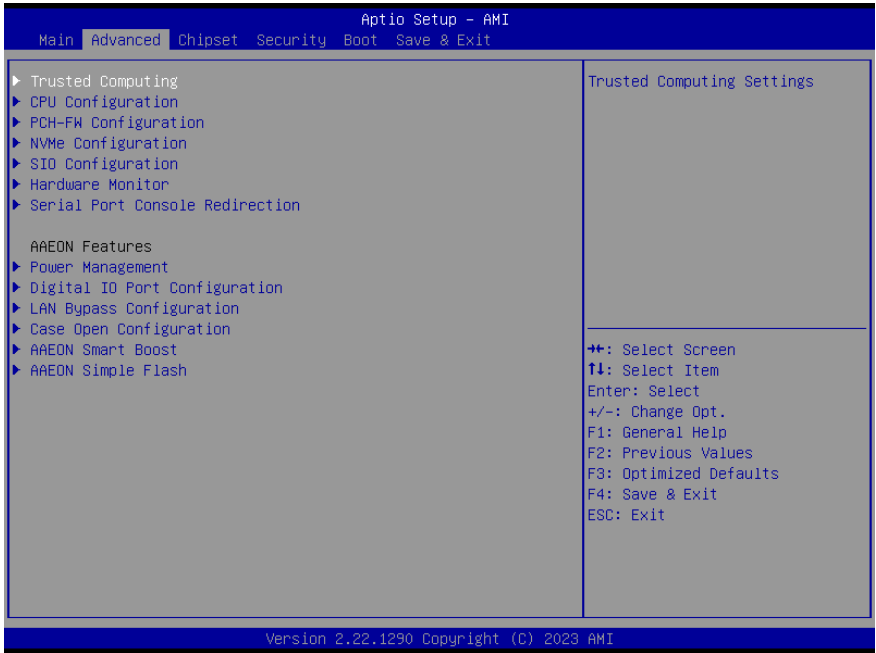 Aptio Setup – AMI
Main Advanced Chipset Security Boot Save & Exit
▶ Trusted Computing
▶ CPU Configuration
▶ PCH-FW Configuration
▶ NVMe Configuration
▶ SIO Configuration
▶ Hardware Monitor
▶ Serial Port Console Redirection
AAEON Features
▶ Power Management
▶ Digital IO Port Configuration
▶ LAN Bypass Configuration
▶ Case Open Configuration
▶ AAEON Smart Boost
▶ AAEON Simple Flash
Trusted Computing Settings
→←: Select Screen
↑↓: Select Item
Enter: Select
+/-: Change Opt.
F1: General Help
F2: Previous Values
F3: Optimized Defaults
F4: Save & Exit
ESC: Exit
Version 2.22.1290 Copyright (C) 2023 AMI